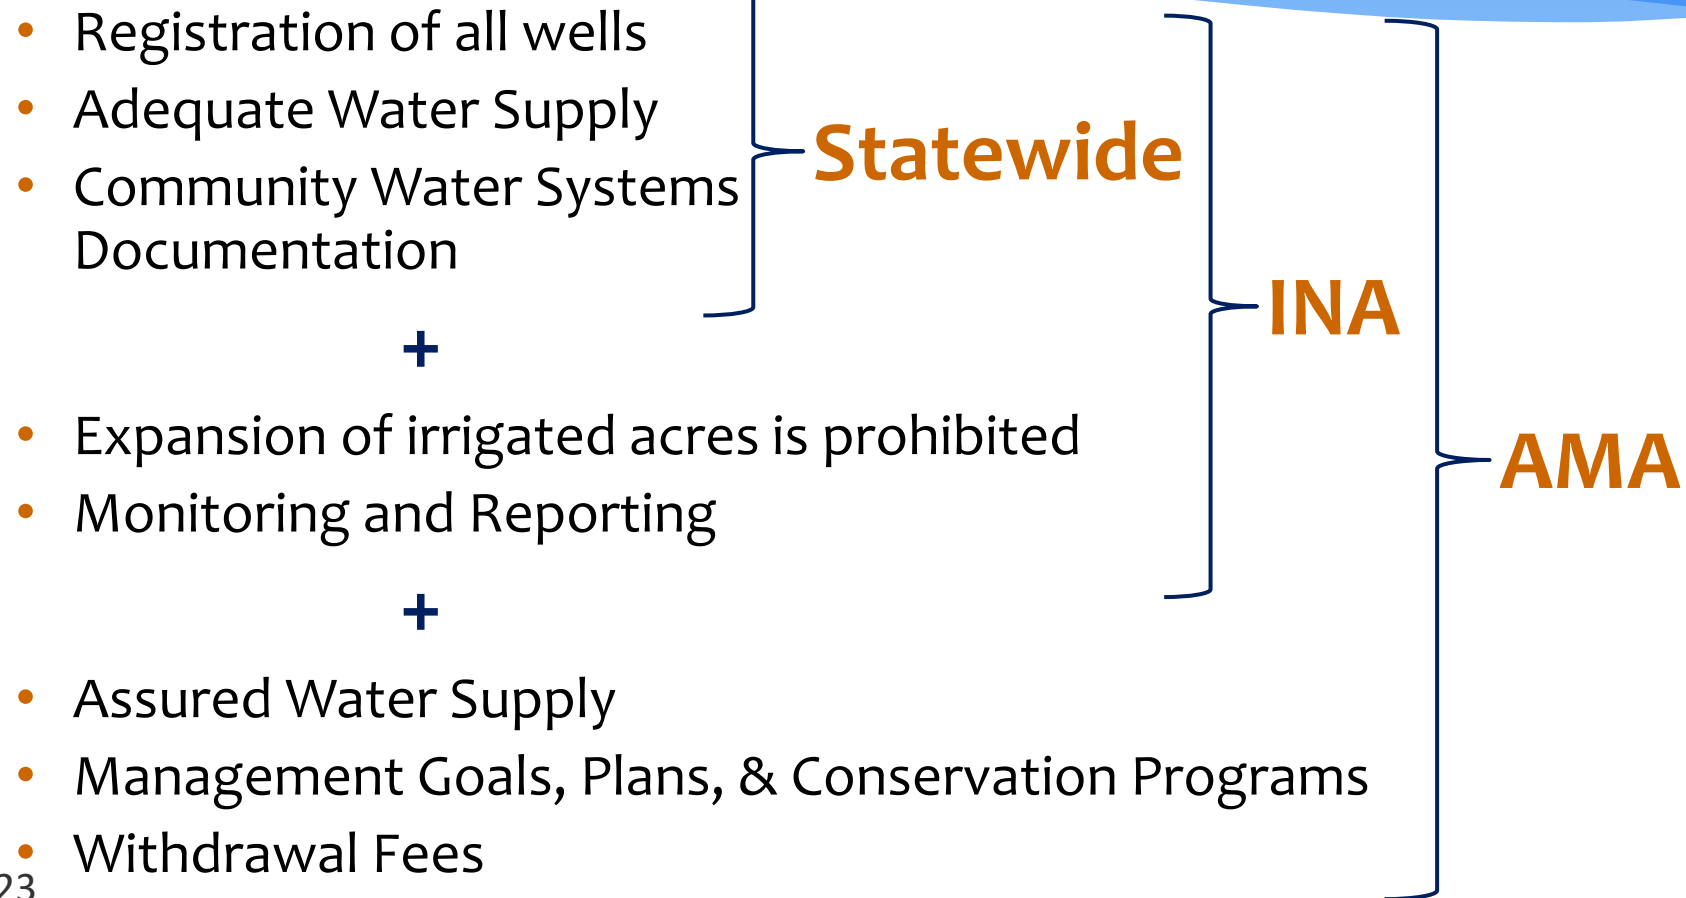 • Registration of all wells
• Adequate Water Supply
• Community Water Systems
Documentation
Statewide
+
INA
• Expansion of irrigated acres is prohibited
• Monitoring and Reporting
AMA
+
• Assured Water Supply
• Management Goals, Plans, & Conservation Programs
• Withdrawal Fees
23